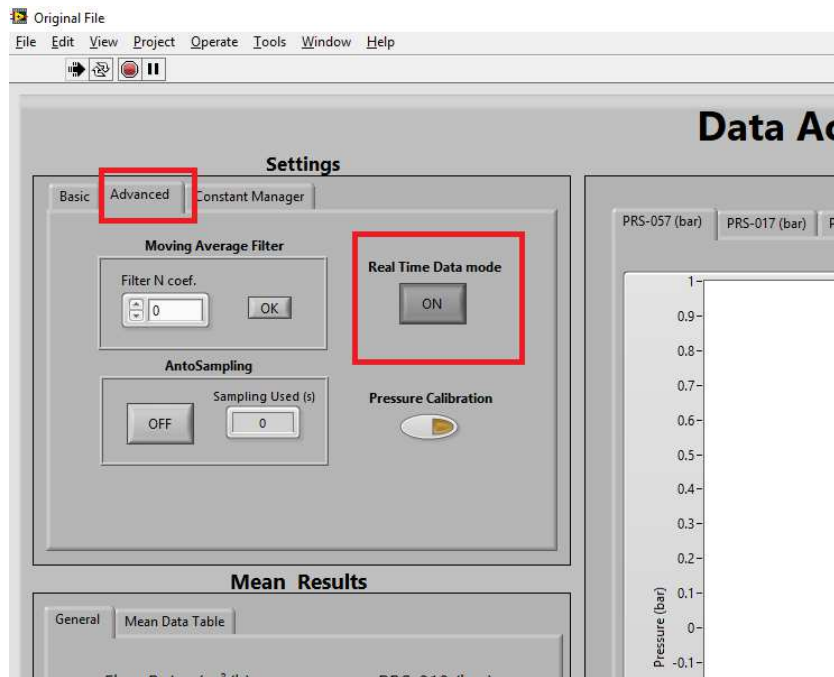 Original File
File Edit View Project Operate Tools Window Help
Data Ac
Settings
Basic Advanced Constant Manager
Moving Average Filter
Filter N coef.
0 OK
Real Time Data mode
ON
AntoSampling
OFF
Sampling Used (s)
0
Pressure Calibration
Mean Results
General Mean Data Table
PRS-057 (bar) PRS-017 (bar) P
1
0.9
0.8
0.7
0.6
0.5
0.4
0.3
0.2
0.1
0
-0.1
Pressure (bar)